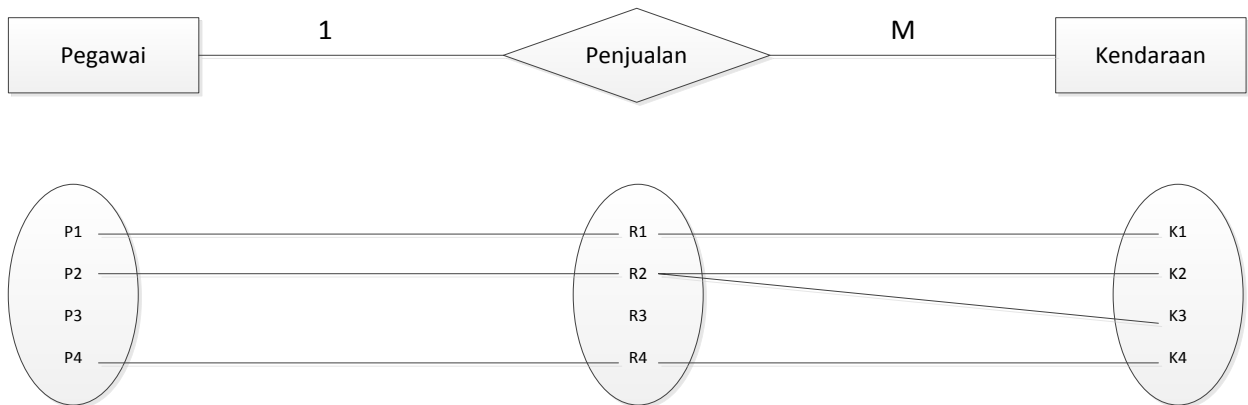 1 M
Pegawai Penjualan Kendaraan
P1 R1 K1
P2 R2 K2
P3 R3 K3
P4 R4 K4